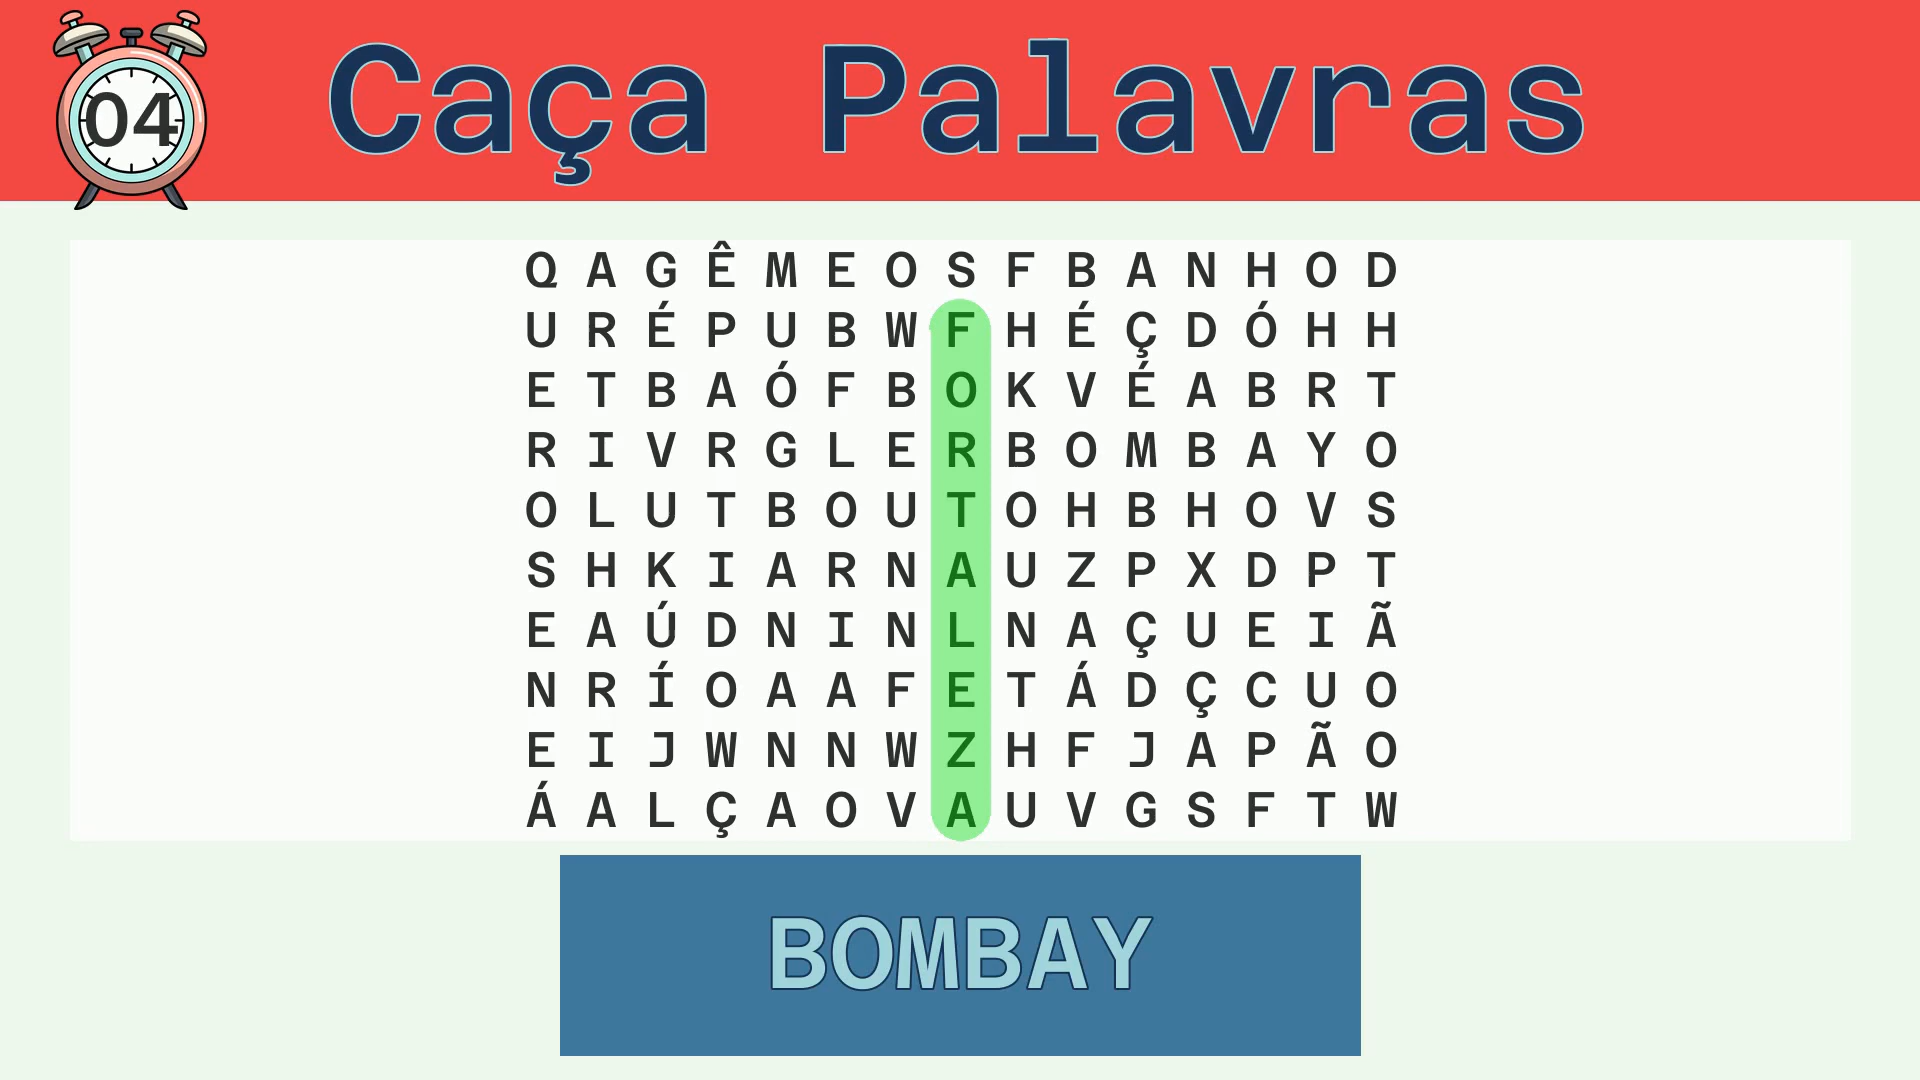 04
Caça Palavras
Q A G Ê M E O S F B A N H O D
U R É P U B W F H É Ç D Ó H H
E T B A Ó F B O K V É A B R T
R I V R G L E R B O M B A Y O
O L U T B O U T O H B H O V S
S H K I A R N A U Z P X D P T
E A Ú D N I N L N A Ç U E I Ã
N R Í O A A F E T Á D Ç C U O
E I J W N N W Z H F J A P Ã O
Á A L Ç A O V A U V G S F T W
BOMBAY